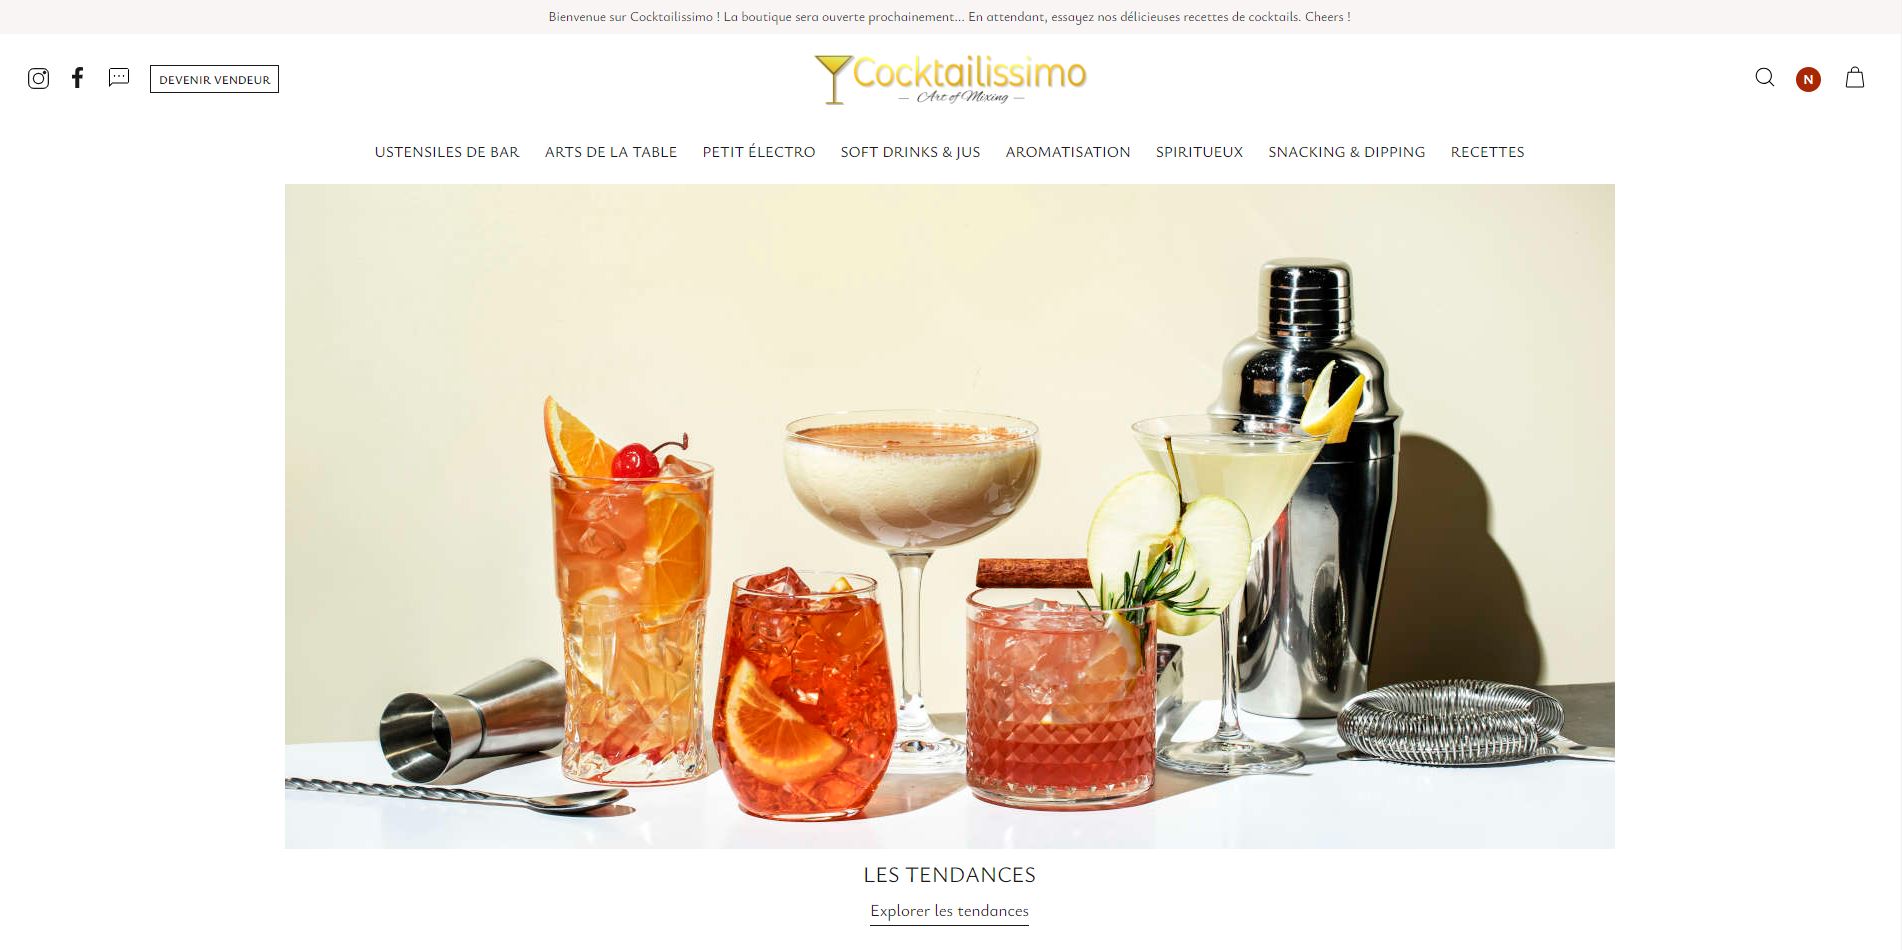 Bienvenue sur Cocktailissimo ! La boutique sera ouverte prochainement... En attendant, essayez nos délicieuses recettes de cocktails. Cheers !
DEVENIR VENDEUR
Cocktailissimo
— Art of Mixing —
N
USTENSILES DE BAR ARTS DE LA TABLE PETIT ÉLECTRO SOFT DRINKS & JUS AROMATISATION SPIRITUEUX SNACKING & DIPPING RECETTES
LES TENDANCES
Explorer les tendances